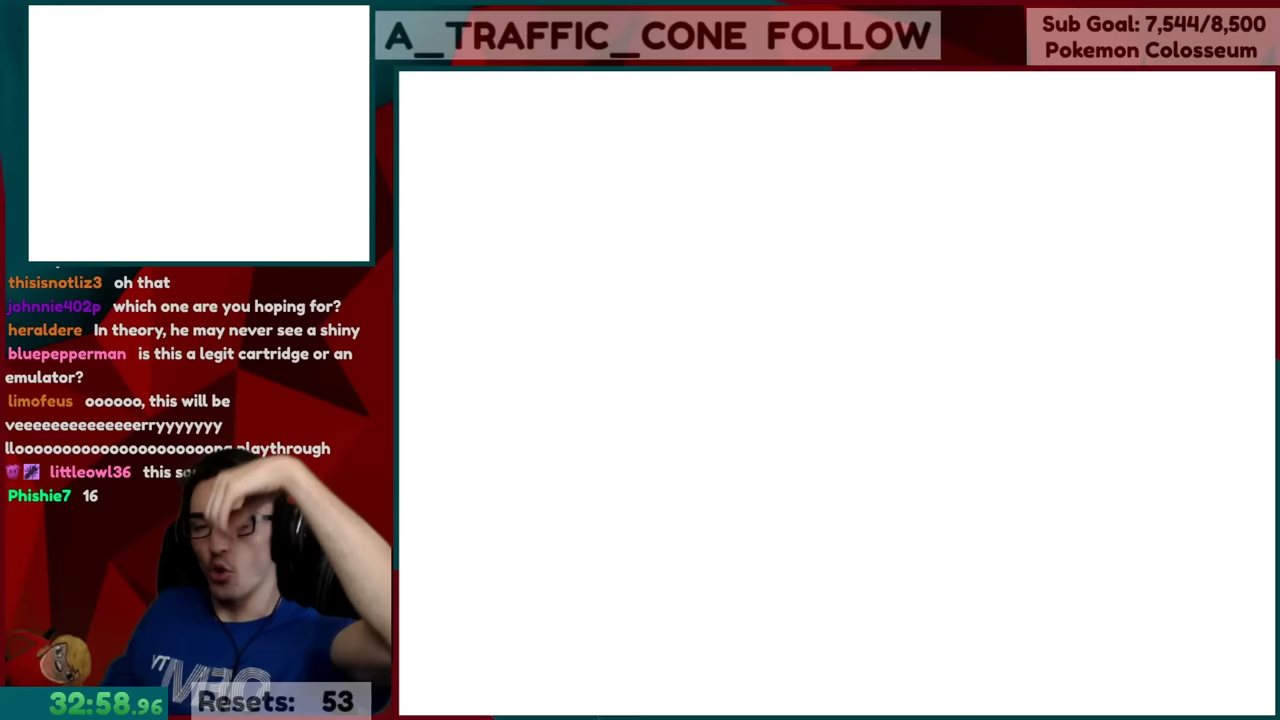 A_TRAFFIC_CONE FOLLOW
Sub Goal: 7,544/8,500
Pokemon Colosseum
thisisnotliz3 oh that
johnnie402p which one are you hoping for?
heraldere In theory, he may never see a shiny
bluepepperman is this a legit cartridge or an
emulator?
limofeus oooooo, this will be
veeeeeeeeeeeeerryyyyyyy
playthrough
littleowl36 this
Phishie7 16
32:58.96
Resets: 53